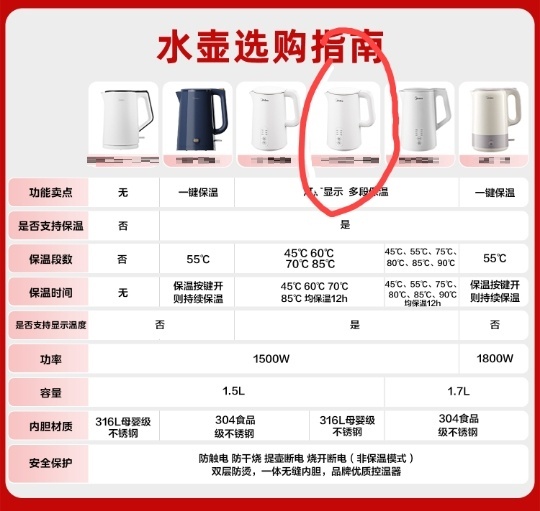 水壶选购指南
功能卖点 无 一键保温 显示 多段保温 一键保温
是否支持保温 否 是
保温段数 否 55℃ 45℃ 60℃ 45℃、55℃、75℃、 55℃
70℃ 85℃ 80℃、85℃、90℃
保温时间 无 保温按键开 45℃ 60℃ 70℃ 45℃、55℃、75℃、 保温按键开
则持续保温 85℃ 均保温12h 80℃、85℃、90℃ 则持续保温
均保温12h
是否支持显示温度 否 是 否
功率 1500W 1800W
容量 1.5L 1.7L
内胆材质 316L母婴级 304食品 316L母婴级 304食品
不锈钢 级不锈钢 不锈钢 级不锈钢
安全保护 防触电 防干烧 提壶断电 烧开断电（非保温模式）
双层防烫，一体无缝内胆，品牌优质控温器